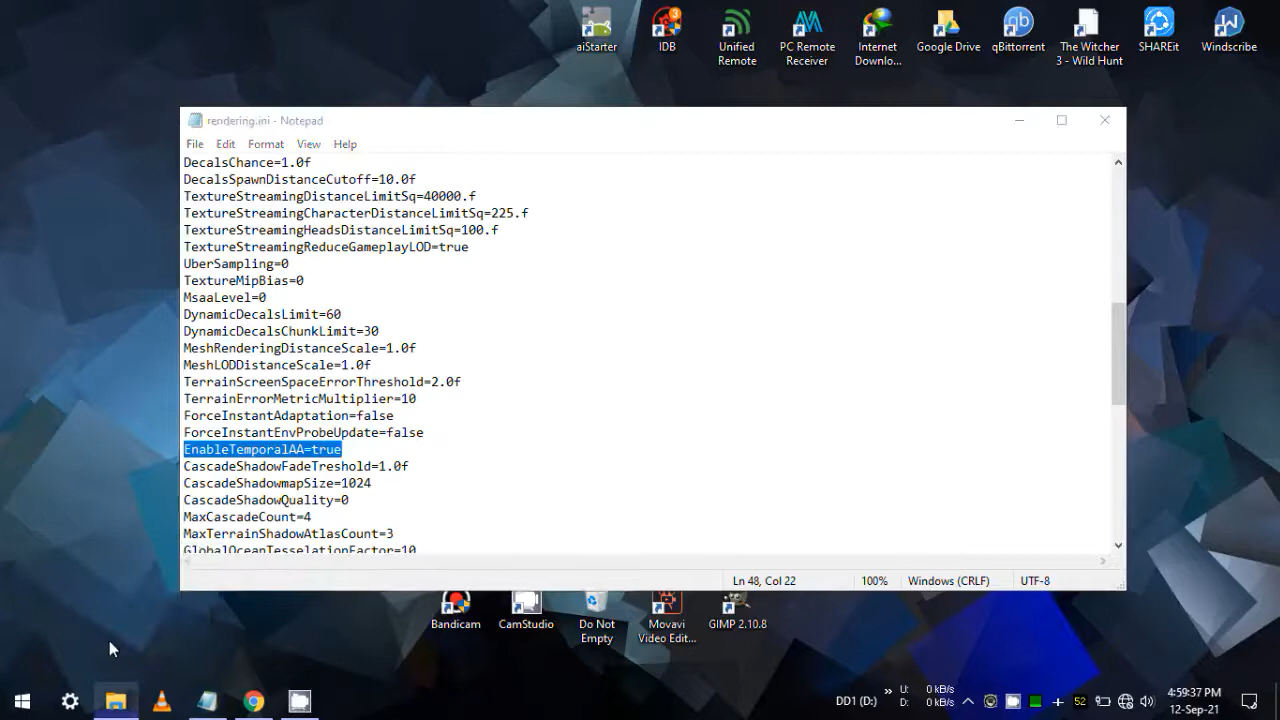 aiStarter
IDB
3
Unified
Remote
PC Remote
Receiver
Internet
Downlo...
Google Drive
qb
qBittorrent
The Witcher
3 - Wild Hunt
SHAREit
W
Windscribe
rendering.ini - Notepad
File Edit Format View Help
DecalsChance=1.0f
DecalsSpawnDistanceCutoff=10.0f
TextureStreamingDistanceLimitSq=40000.f
TextureStreamingCharacterDistanceLimitSq=225.f
TextureStreamingHeadsDistanceLimitSq=100.f
TextureStreamingReduceGameplayLOD=true
UberSampling=0
TextureMipBias=0
MsaaLevel=0
DynamicDecalsLimit=60
DynamicDecalsChunkLimit=30
MeshRenderingDistanceScale=1.0f
MeshLODDistanceScale=1.0f
TerrainScreenSpaceErrorThreshold=2.0f
TerrainErrorMetricMultiplier=10
ForceInstantAdaptation=false
ForceInstantEnvProbeUpdate=false
EnableTemporalAA=true
CascadeShadowFadeTreshold=1.0f
CascadeShadowmapSize=1024
CascadeShadowQuality=0
MaxCascadeCount=4
MaxTerrainShadowAtlasCount=3
GlobalOceanTesselationFactor=10
Ln 48, Col 22 100% Windows (CRLF) UTF-8
Bandicam
CamStudio
Do Not
Empty
Movavi
Video Edit...
GIMP 2.10.8
DD1 (D:)
»
U: 0 kB/s
D: 0 kB/s
52
4:59:37 PM
12-Sep-21